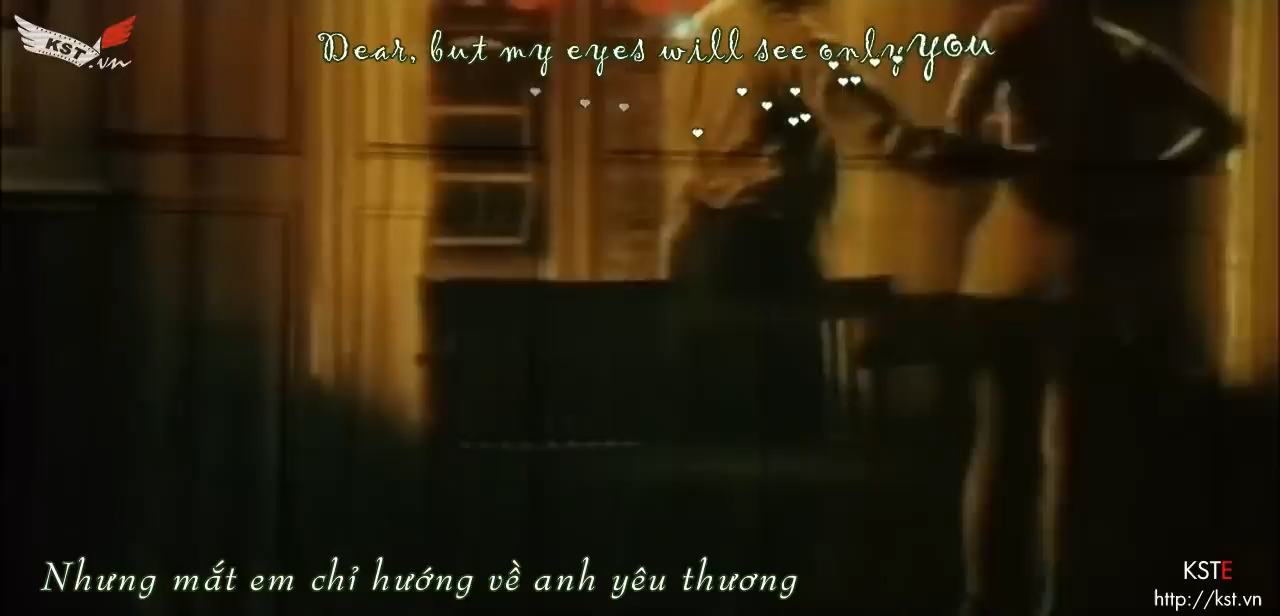 KST.vn
Dear, but my eyes will see only you
Nhưng mắt em chỉ hướng về anh yêu thương
KSTE
http://kst.vn